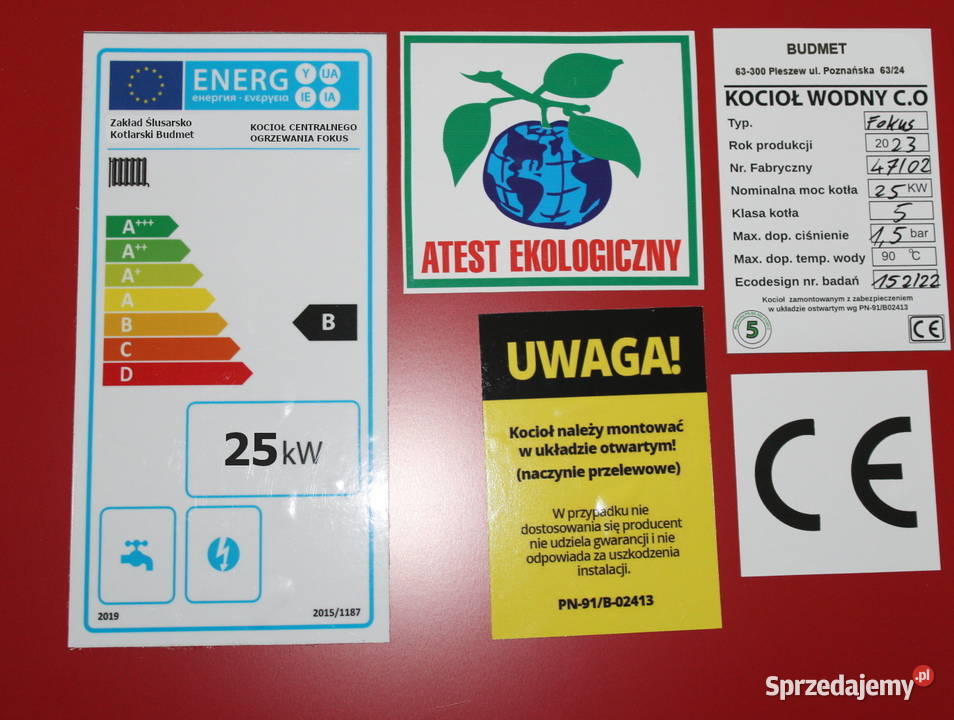 ENERG
Y
UA
IE
IA
енергия · ενεργεια
Zakład Ślusarsko
Kotlarski Budmet
KOCIOŁ CENTRALNEGO
OGRZEWANIA FOKUS
A+++
A++
A+
A
B
C
D
B
25 kW
2019
2015/1187
ATEST EKOLOGICZNY
UWAGA!
Kocioł należy montować
w układzie otwartym!
(naczynie przelewowe)
W przypadku nie
dostosowania się producent
nie udziela gwarancji i nie
odpowiada za uszkodzenia
instalacji.
PN-91/B-02413
BUDMET
63-300 Pleszew ul. Poznańska 63/24
KOCIOŁ WODNY C.O
Typ. Fokus
Rok produkcji 2023
Nr. Fabryczny 47/02
Nominalna moc kotła 25 KW
Klasa kotła 5
Max. dop. ciśnienie 1,5 bar
Max. dop. temp. wody 90 °C
Ecodesign nr. badań 152/22
Kocioł zamontowanym z zabezpieczeniem
w układzie otwartym wg PN-91/B02413
5
CE
CE
Sprzedajemy.pl